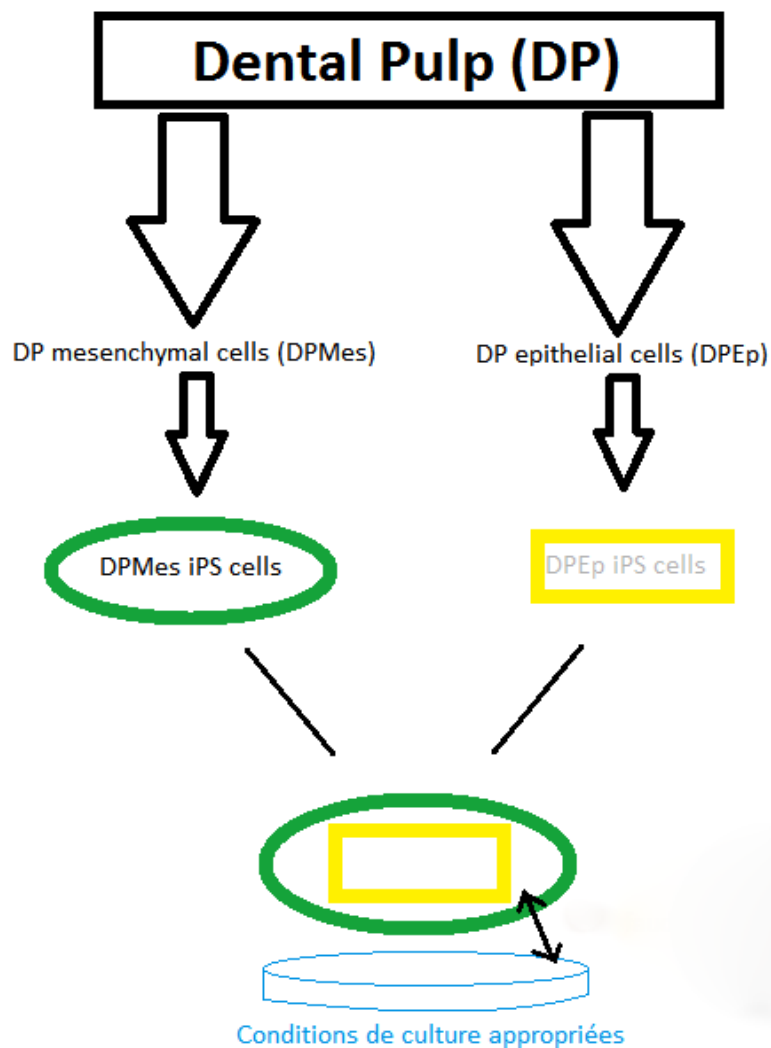 Dental Pulp (DP)
DP mesenchymal cells (DPMes)
DP epithelial cells (DPEp)
DPMes iPS cells
DPEp iPS cells
Conditions de culture appropriées